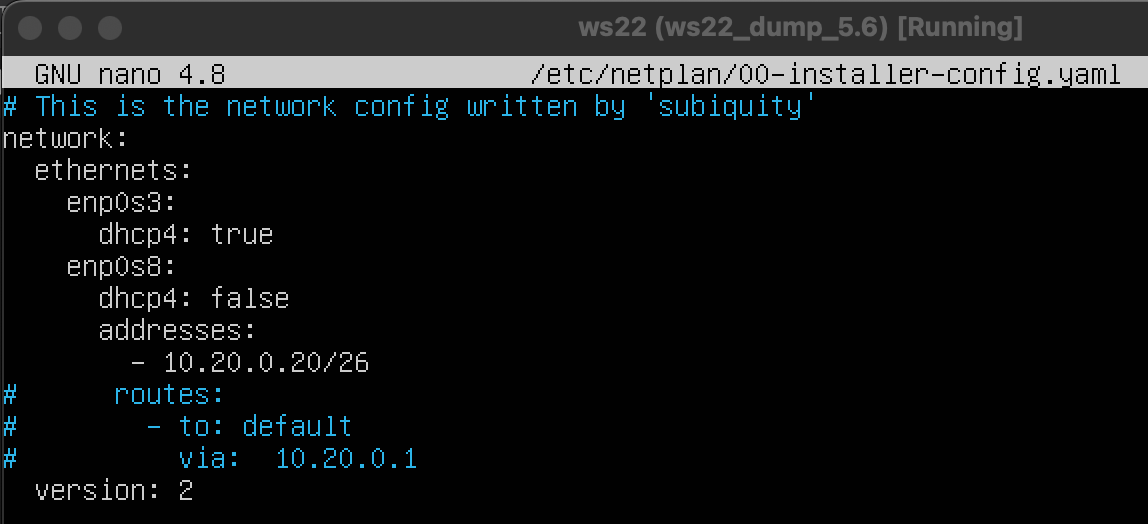 ws22 (ws22_dump_5.6) [Running]
GNU nano 4.8 /etc/netplan/00-installer-config.yaml
# This is the network config written by 'subiquity'
network:
  ethernets:
    enp0s3:
      dhcp4: true
    enp0s8:
      dhcp4: false
      addresses:
        - 10.20.0.20/26
#      routes:
#        - to: default
#          via:  10.20.0.1
  version: 2